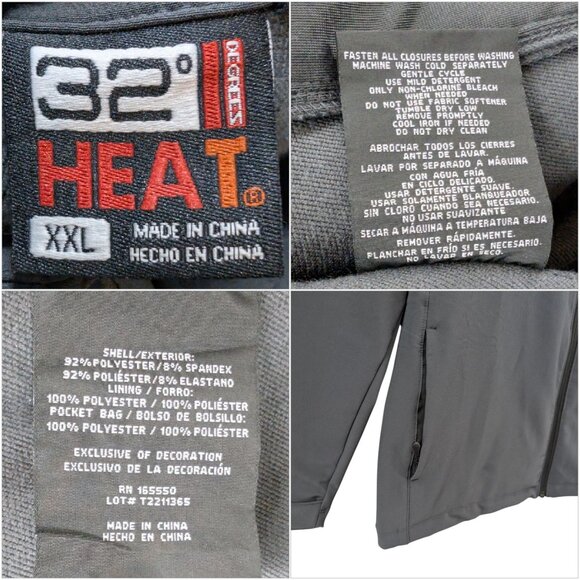 32°
DEGREES
HEAT®
XXL
MADE IN CHINA
HECHO EN CHINA
FASTEN ALL CLOSURES BEFORE WASHING
MACHINE WASH COLD SEPARATELY
GENTLE CYCLE
USE MILD DETERGENT
ONLY NON-CHLORINE BLEACH
WHEN NEEDED
DO NOT USE FABRIC SOFTENER
TUMBLE DRY LOW
REMOVE PROMPTLY
COOL IRON IF NEEDED
DO NOT DRY CLEAN
ABROCHAR TODOS LOS CIERRES
ANTES DE LAVAR.
LAVAR POR SEPARADO A MÁQUINA
CON AGUA FRÍA
EN CICLO DELICADO.
USAR DETERGENTE SUAVE.
USAR SOLAMENTE BLANQUEADOR
SIN CLORO CUANDO SEA NECESARIO
NO USAR SUAVIZANTE
SECAR A MÁQUINA A TEMPERATURA BAJA
REMOVER RÁPIDAMENTE.
PLANCHAR EN FRÍO SI ES NECESARIO.
NO LAVAR EN SECO.
SHELL/EXTERIOR:
92% POLYESTER/8% SPANDEX
92% POLIÉSTER/8% ELASTANO
LINING / FORRO:
100% POLYESTER / 100% POLIÉSTER
POCKET BAG / BOLSO DE BOLSILLO:
100% POLYESTER / 100% POLIÉSTER
EXCLUSIVE OF DECORATION
EXCLUSIVO DE LA DECORACIÓN
RN 165550
LOT# T2211365
MADE IN CHINA
HECHO EN CHINA